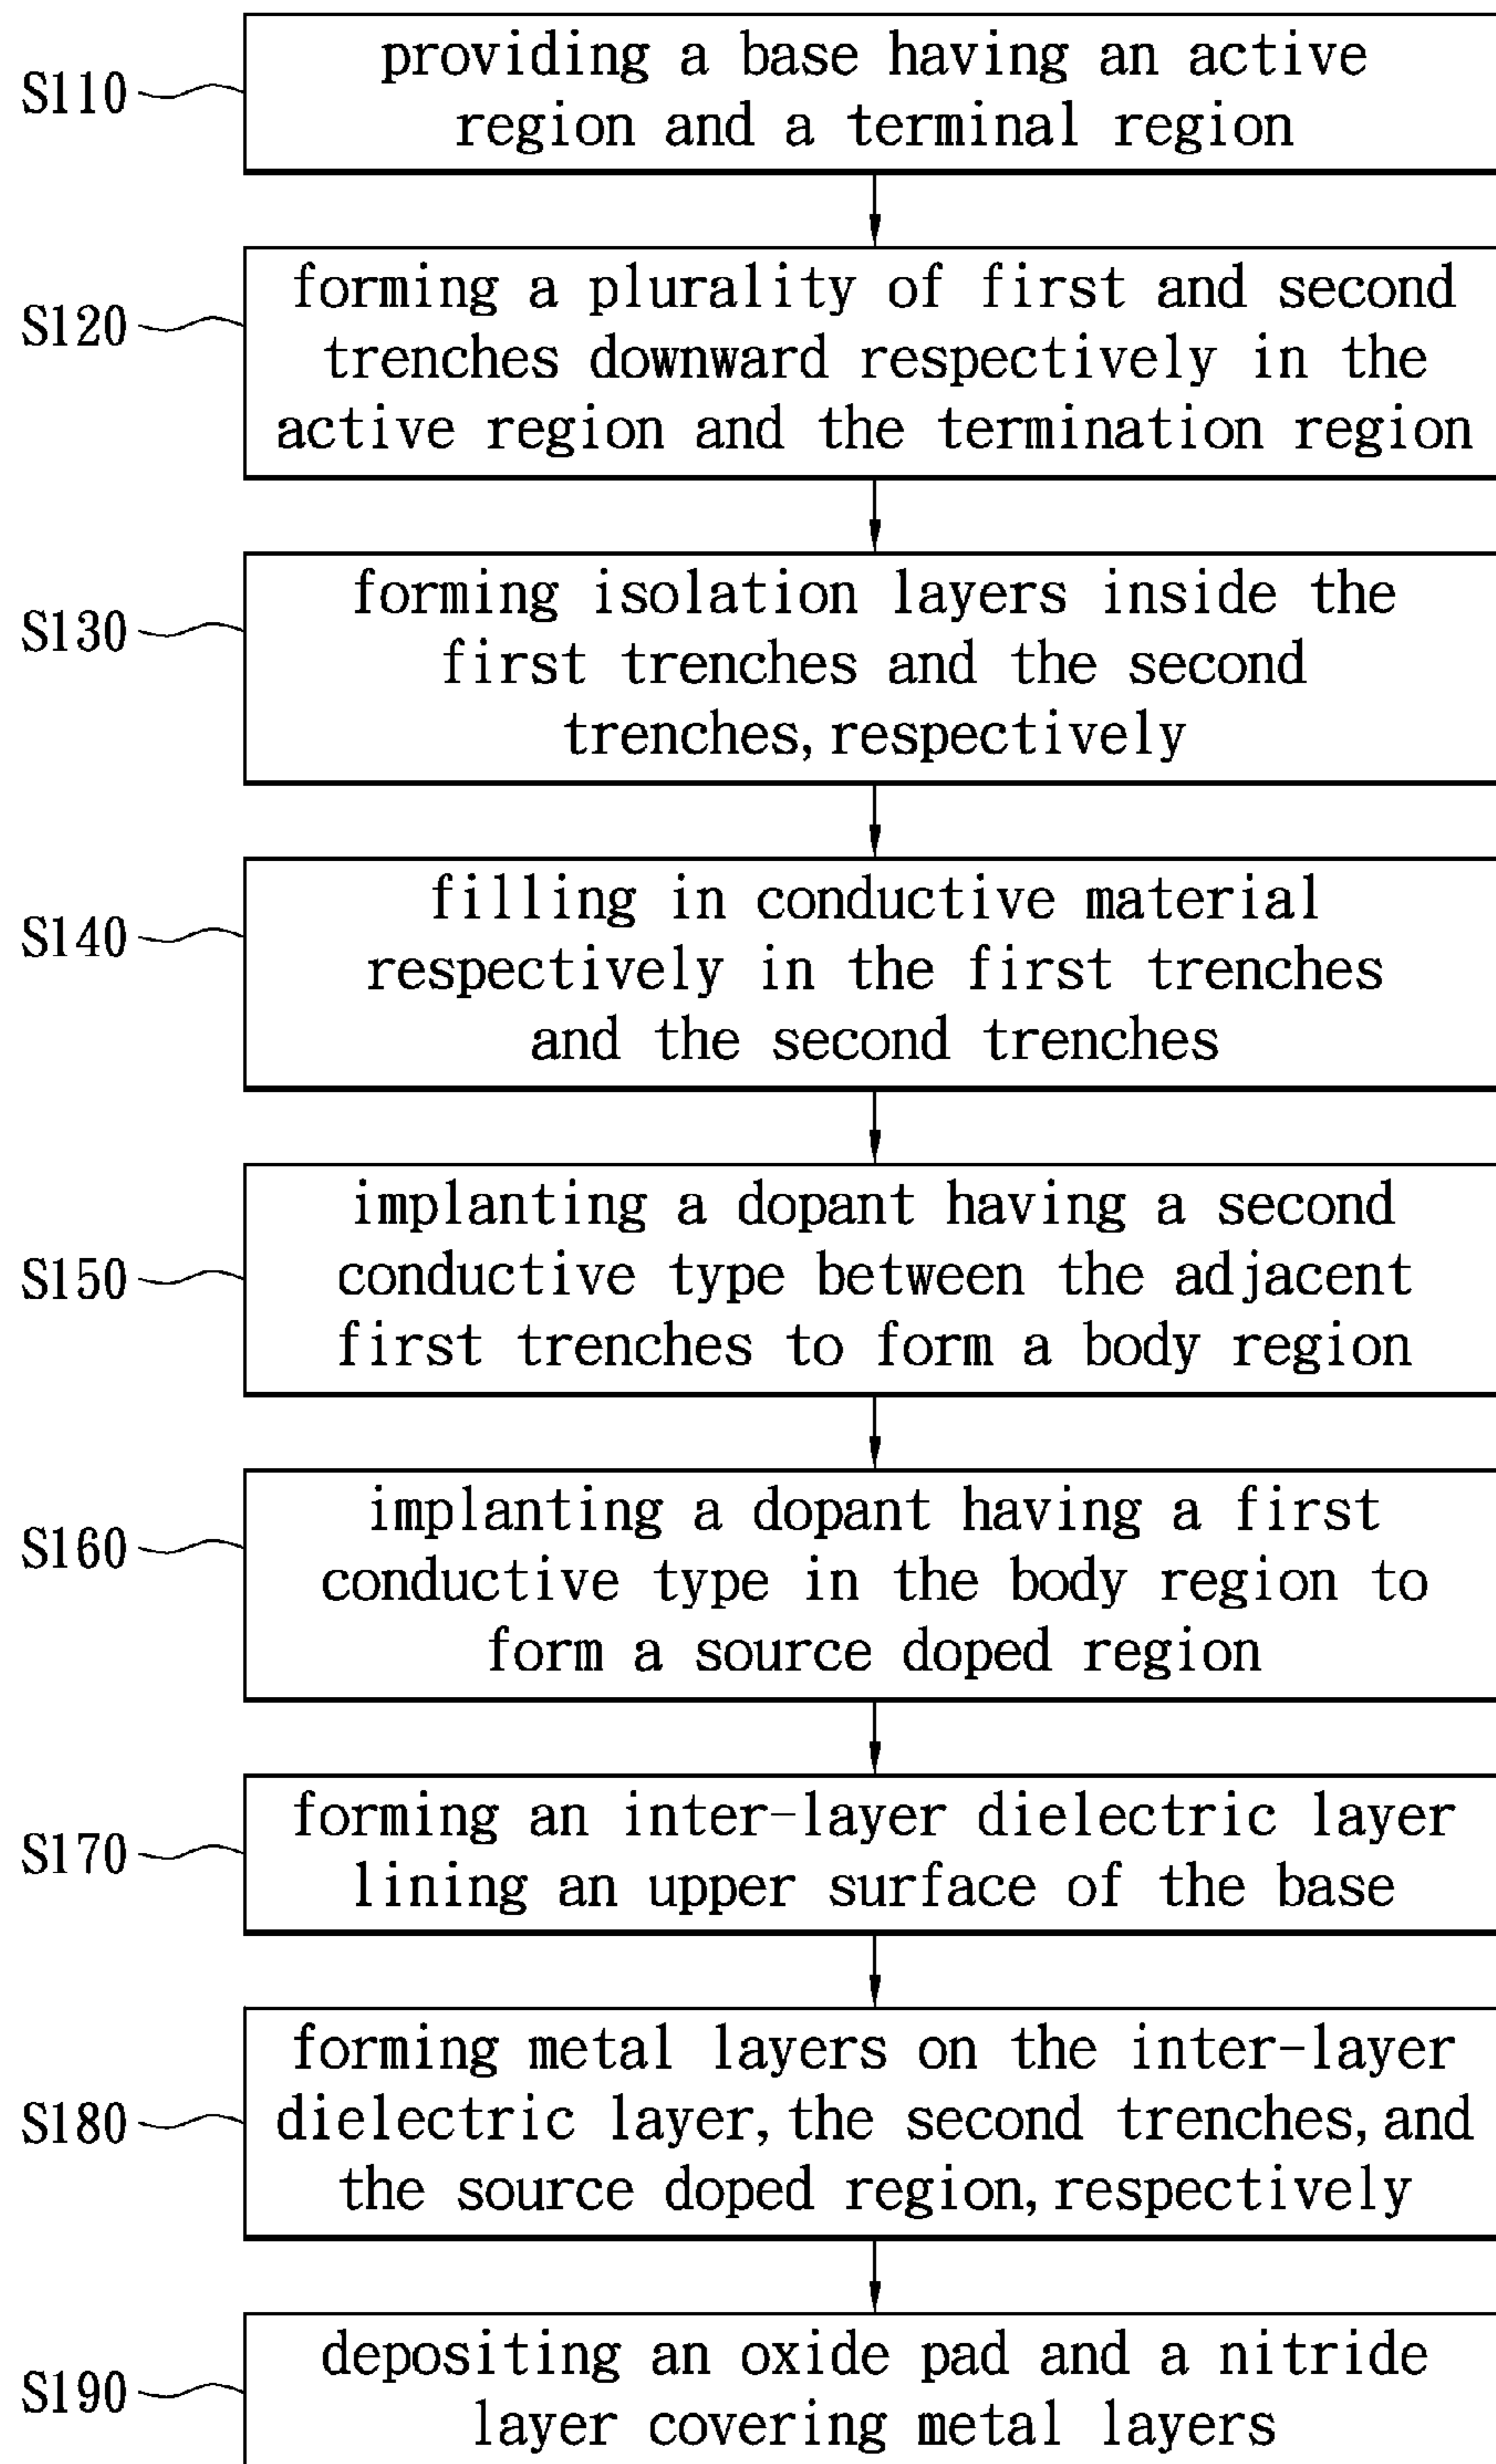 S110
providing a base having an active
region and a terminal region
S120
forming a plurality of first and second
trenches downward respectively in the
active region and the termination region
S130
forming isolation layers inside the
first trenches and the second
trenches, respectively
S140
filling in conductive material
respectively in the first trenches
and the second trenches
S150
implanting a dopant having a second
conductive type between the adjacent
first trenches to form a body region
S160
implanting a dopant having a first
conductive type in the body region to
form a source doped region
S170
forming an inter-layer dielectric layer
lining an upper surface of the base
S180
forming metal layers on the inter-layer
dielectric layer, the second trenches, and
the source doped region, respectively
S190
depositing an oxide pad and a nitride
layer covering metal layers